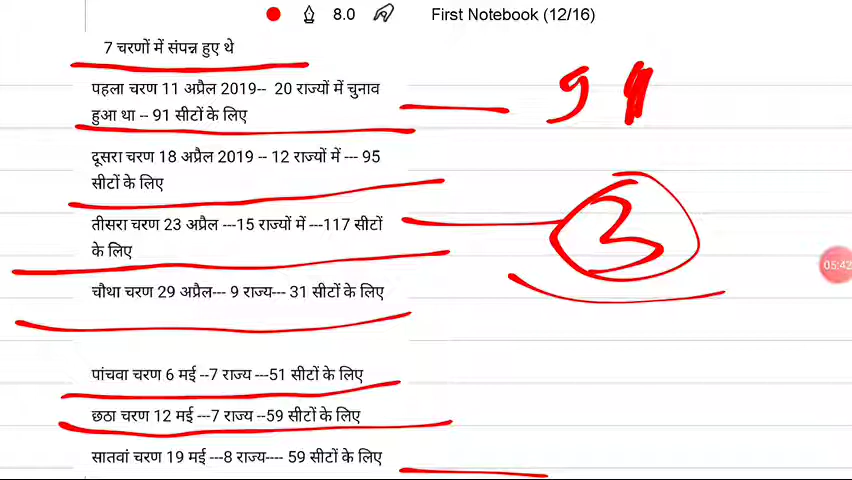 8.0 First Notebook (12/16)
7 चरणों में संपन्न हुए थे
पहला चरण 11 अप्रैल 2019-- 20 राज्यों में चुनाव
हुआ था -- 91 सीटों के लिए
दूसरा चरण 18 अप्रैल 2019 -- 12 राज्यों में --- 95
सीटों के लिए
तीसरा चरण 23 अप्रैल ---15 राज्यों में ---117 सीटों
के लिए
चौथा चरण 29 अप्रैल--- 9 राज्य--- 31 सीटों के लिए
पांचवा चरण 6 मई --7 राज्य ---51 सीटों के लिए
छठा चरण 12 मई ---7 राज्य --59 सीटों के लिए
सातवां चरण 19 मई ---8 राज्य---- 59 सीटों के लिए
91
3
05:42